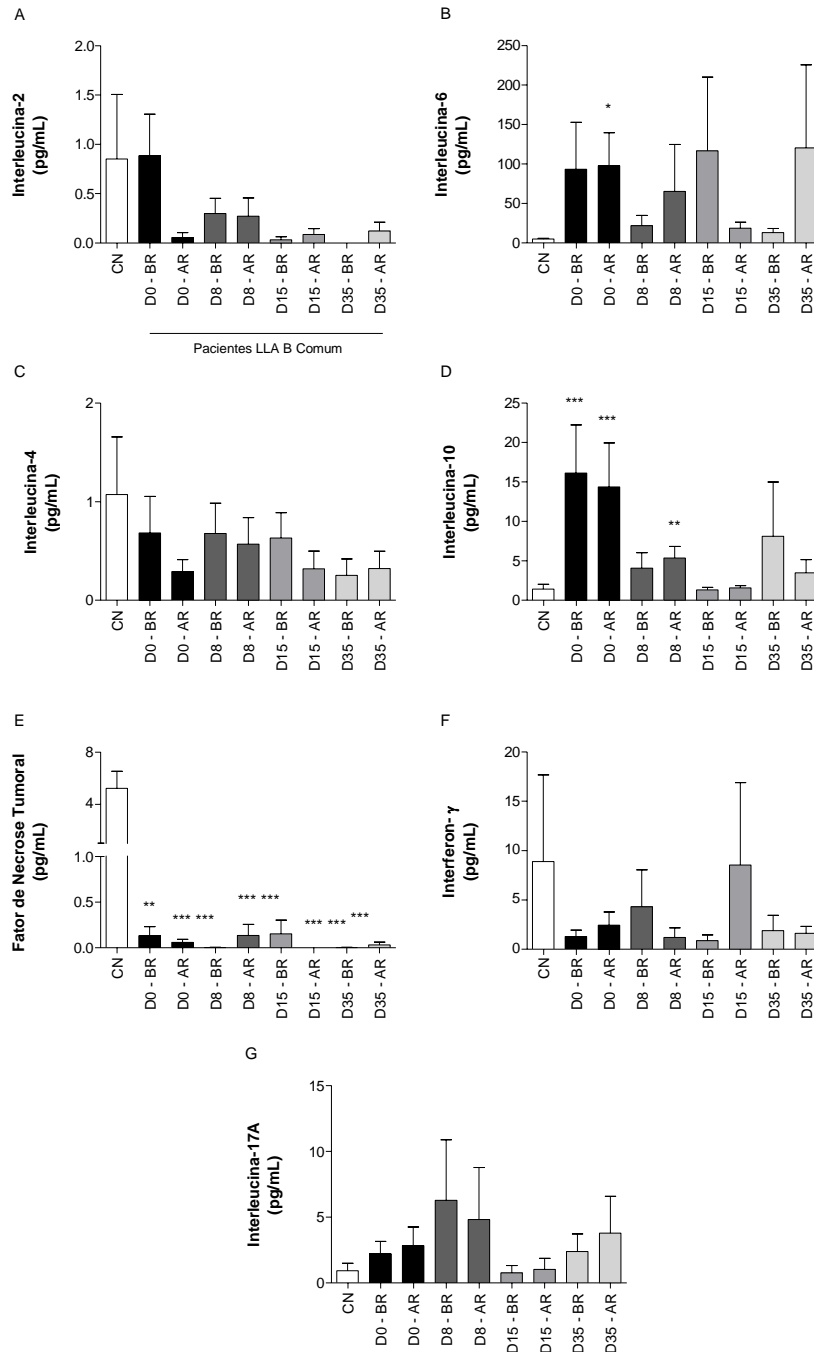 A
Interleucina-2
(pg/mL)
2.0
1.5
1.0
0.5
0.0
CN
D0 - BR
D0 - AR
D8 - BR
D8 - AR
D15 - BR
D15 - AR
D35 - BR
D35 - AR
Pacientes LLA B Comum
B
Interleucina-6
(pg/mL)
250
200
150
100
50
0
*
CN
D0 - BR
D0 - AR
D8 - BR
D8 - AR
D15 - BR
D15 - AR
D35 - BR
D35 - AR
C
Interleucina-4
(pg/mL)
2
1
0
CN
D0 - BR
D0 - AR
D8 - BR
D8 - AR
D15 - BR
D15 - AR
D35 - BR
D35 - AR
D
Interleucina-10
(pg/mL)
25
20
15
10
5
0
*** *** **
CN
D0 - BR
D0 - AR
D8 - BR
D8 - AR
D15 - BR
D15 - AR
D35 - BR
D35 - AR
E
Fator de Necrose Tumoral
(pg/mL)
8
6
4
1.0
0.5
0.0
** *** *** *** *** *** *** ***
CN
D0 - BR
D0 - AR
D8 - BR
D8 - AR
D15 - BR
D15 - AR
D35 - BR
D35 - AR
F
Interferon- γ
(pg/mL)
20
15
10
5
0
CN
D0 - BR
D0 - AR
D8 - BR
D8 - AR
D15 - BR
D15 - AR
D35 - BR
D35 - AR
G
Interleucina-17A
(pg/mL)
15
10
5
0
CN
D0 - BR
D0 - AR
D8 - BR
D8 - AR
D15 - BR
D15 - AR
D35 - BR
D35 - AR